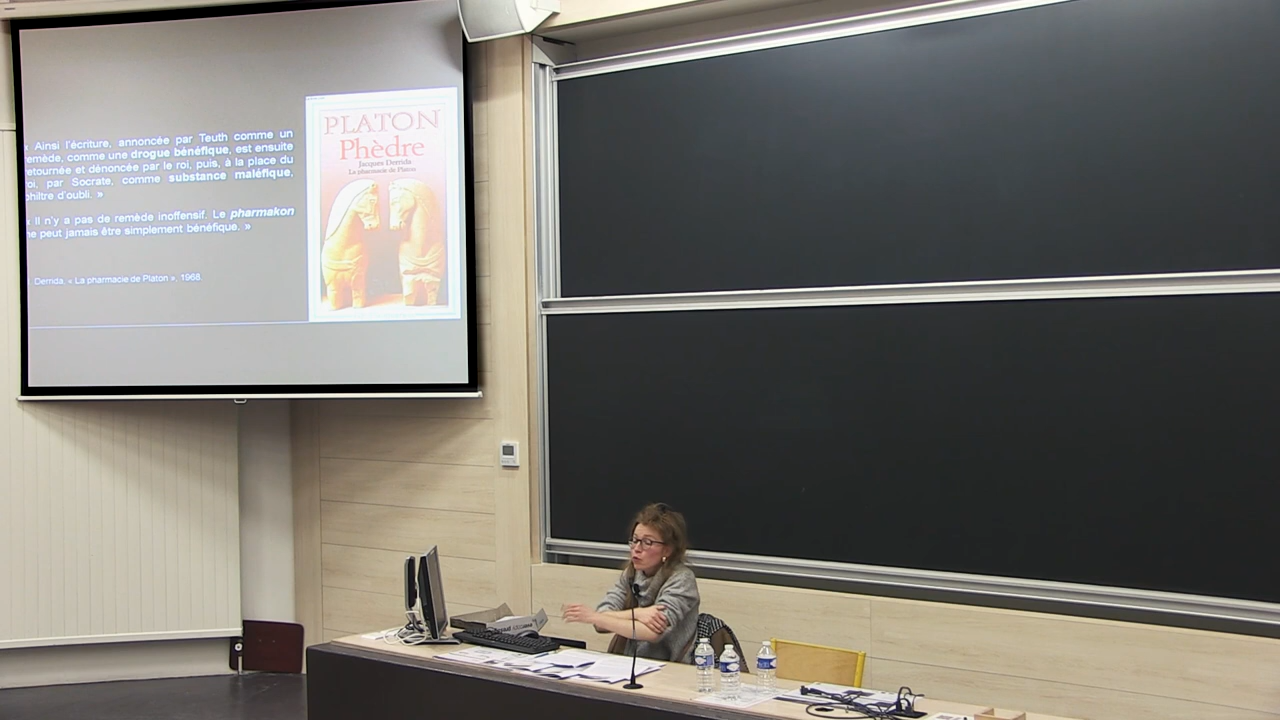 Ainsi l'écriture, annoncée par Teuth comme un
remède, comme une drogue bénéfique, est ensuite
retournée et dénoncée par le roi, puis, à la place du
roi, par Socrate, comme substance maléfique,
philtre d'oubli. »
« Il n'y a pas de remède inoffensif. Le pharmakon
ne peut jamais être simplement bénéfique. »
Derrida, « La pharmacie de Platon », 1968.
PLATON
Phèdre
Jacques Derrida
La pharmacie de Platon